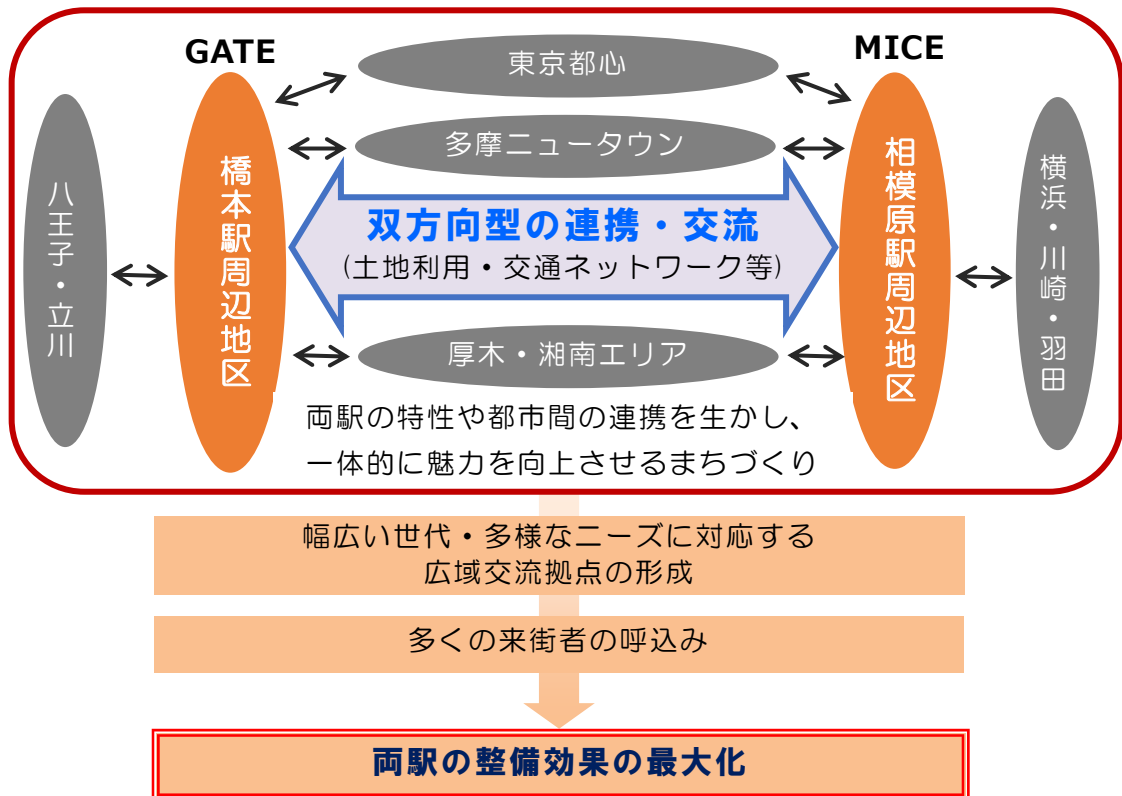 GATE
MICE
東京都心
多摩ニュータウン
八王子・立川
橋本駅周辺地区
双方向型の連携・交流
(土地利用・交通ネットワーク等)
相模原駅周辺地区
横浜・川崎・羽田
厚木・湘南エリア
両駅の特性や都市間の連携を生かし、
一体的に魅力を向上させるまちづくり
幅広い世代・多様なニーズに対応する
広域交流拠点の形成
多くの来街者の呼込み
両駅の整備効果の最大化